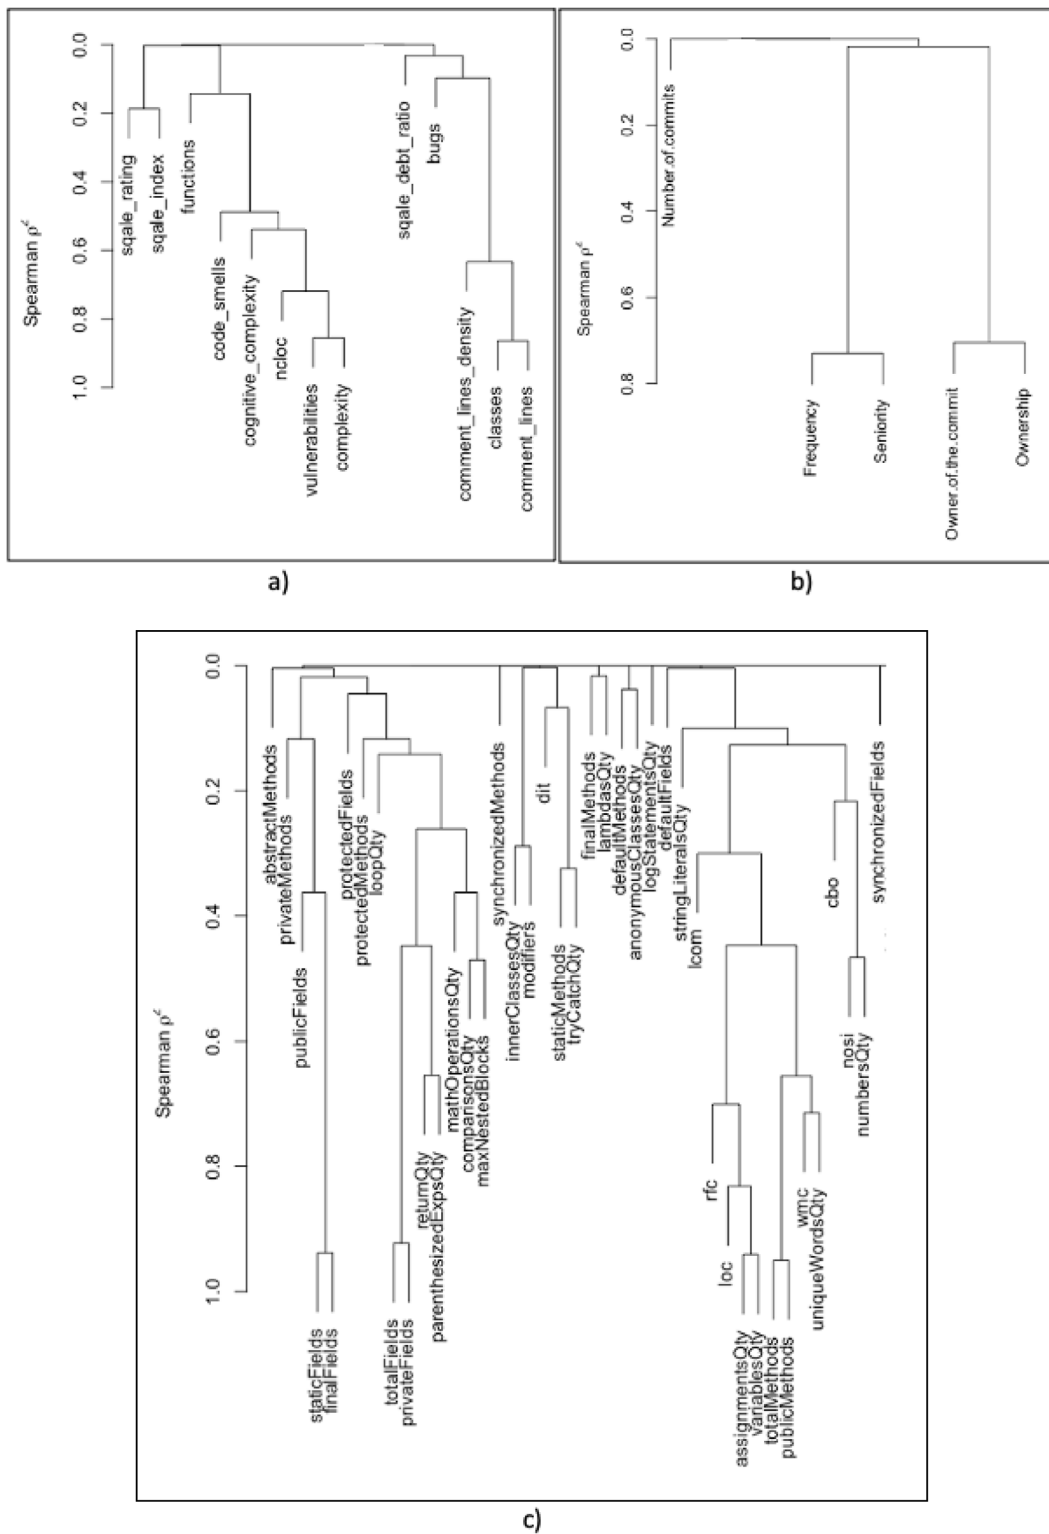 Spearman ρ²
0.0
0.2
0.4
0.6
0.8
1.0
sqale_rating
sqale_index
functions
code_smells
cognitive_complexity
ncloc
vulnerabilities
complexity
sqale_debt_ratio
bugs
comment_lines_density
classes
comment_lines
a)
Spearman ρ²
0.0
0.2
0.4
0.6
0.8
Number.of.commits
Frequency
Seniority
Owner.of.the.commit
Ownership
b)
Spearman ρ²
0.0
0.2
0.4
0.6
0.8
1.0
abstractMethods
privateMethods
publicFields
staticFields
finalFields
protectedFields
protectedMethods
loopQty
totalFields
privateFields
returnQty
parenthesizedExpsQty
mathOperationsQty
comparisonsQty
maxNestedBlocks
synchronizedMethods
innerClassesQty
modifiers
dit
staticMethods
tryCatchQty
finalMethods
lambdasQty
defaultMethods
anonymousClassesQty
logStatementsQty
defaultFields
stringLiteralsQty
lcom
rfc
loc
assignmentsQty
variablesQty
totalMethods
publicMethods
wmc
uniqueWordsQty
cbo
nosi
numbersQty
synchronizedFields
c)